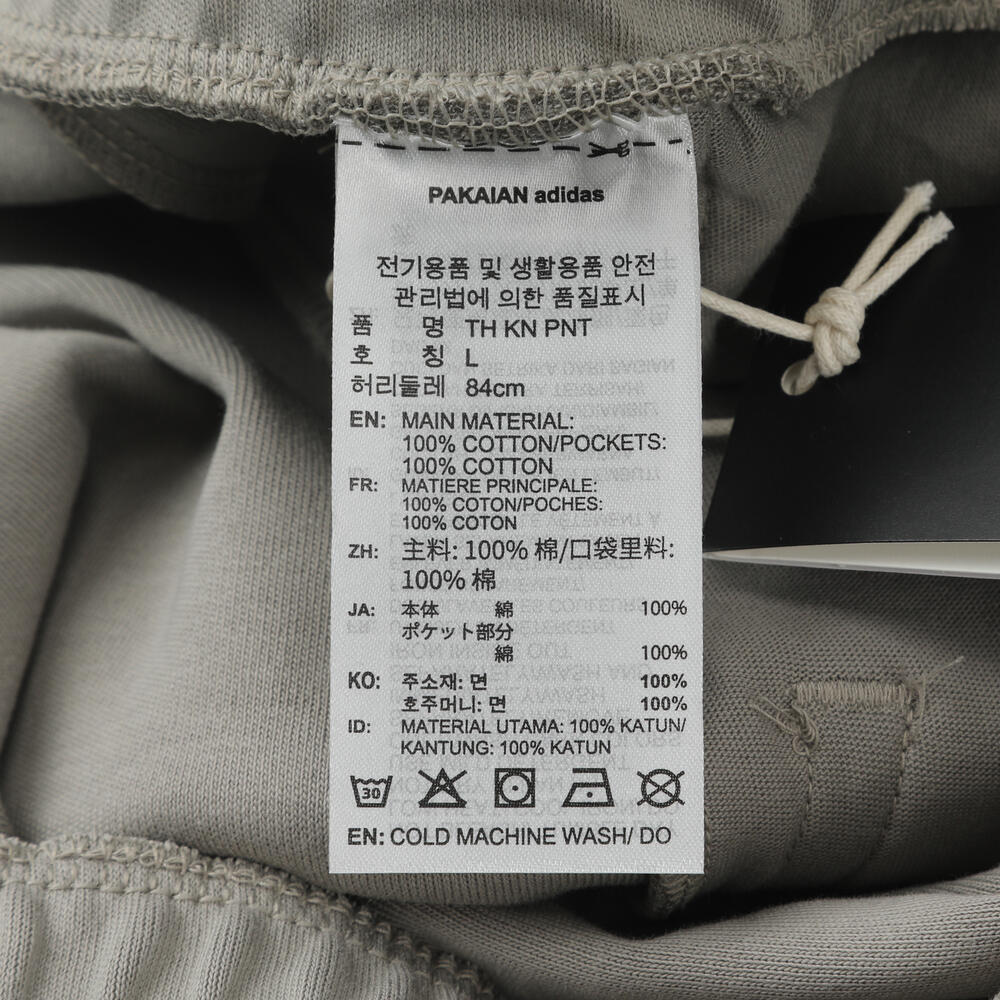 PAKAIAN adidas
전기용품 및 생활용품 안전
관리법에 의한 품질표시
품 명 TH KN PNT
호 칭 L
허리둘레 84cm
EN: MAIN MATERIAL:
100% COTTON/POCKETS:
100% COTTON
FR: MATIERE PRINCIPALE:
100% COTON/POCHES:
100% COTON
ZH: 主料: 100% 棉/口袋里料:
100% 棉
JA: 本体 綿 100%
ポケット部分
綿 100%
KO: 주소재: 면 100%
호주머니: 면 100%
ID: MATERIAL UTAMA: 100% KATUN/
KANTUNG: 100% KATUN
30
EN: COLD MACHINE WASH/ DO